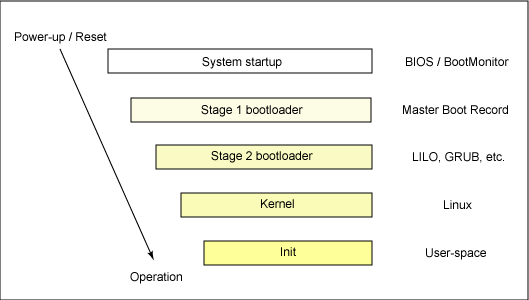 Power-up / Reset
System startup
BIOS / BootMonitor
Stage 1 bootloader
Master Boot Record
Stage 2 bootloader
LILO, GRUB, etc.
Kernel
Linux
Init
User-space
Operation